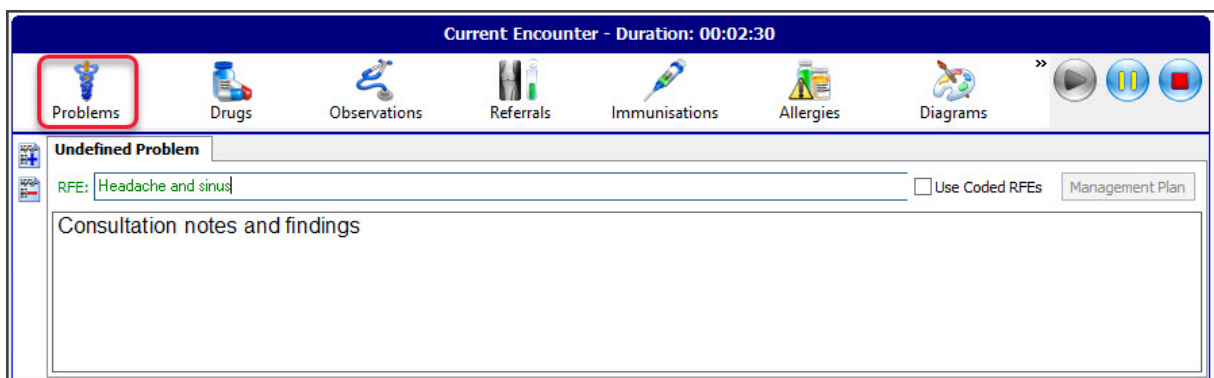 Current Encounter - Duration: 00:02:30
»
Problems Drugs Observations Referrals Immunisations Allergies Diagrams
Undefined Problem
RFE: Headache and sinus Use Coded RFEs Management Plan
Consultation notes and findings